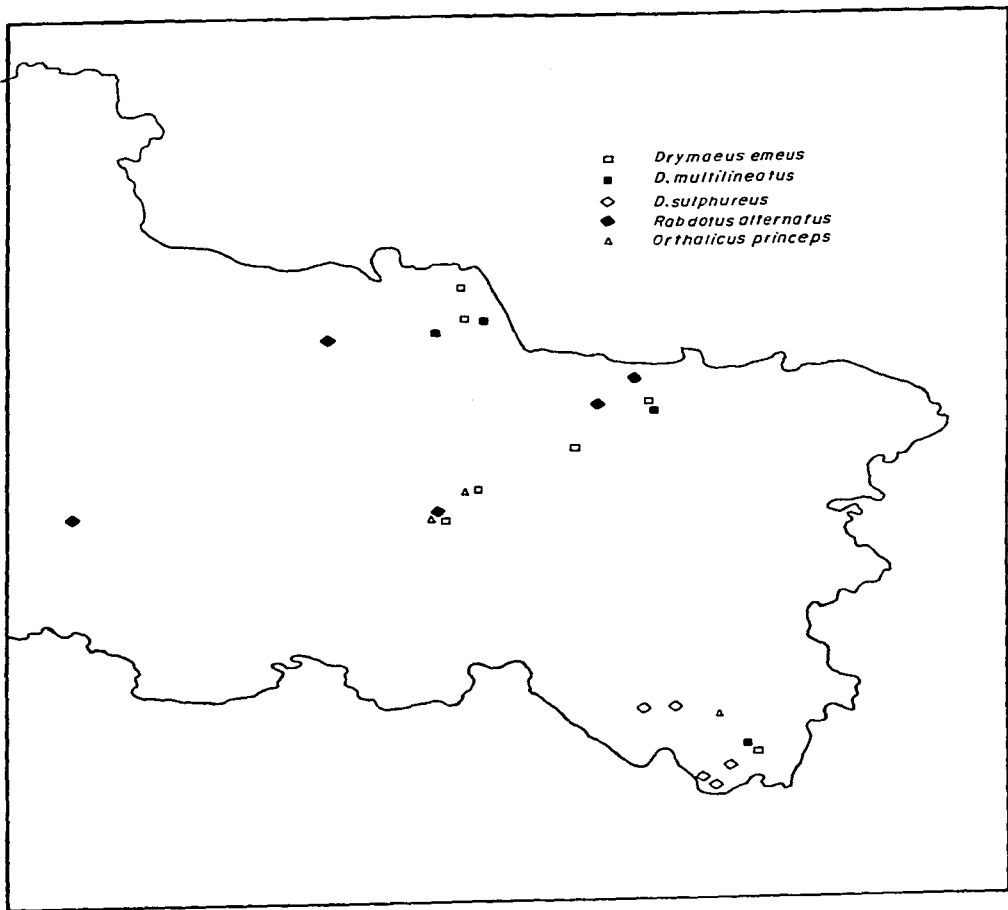 Drymaeus emeus
D. multilineatus
D. sulphureus
Rabdotus alternatus
Orthalicus princeps